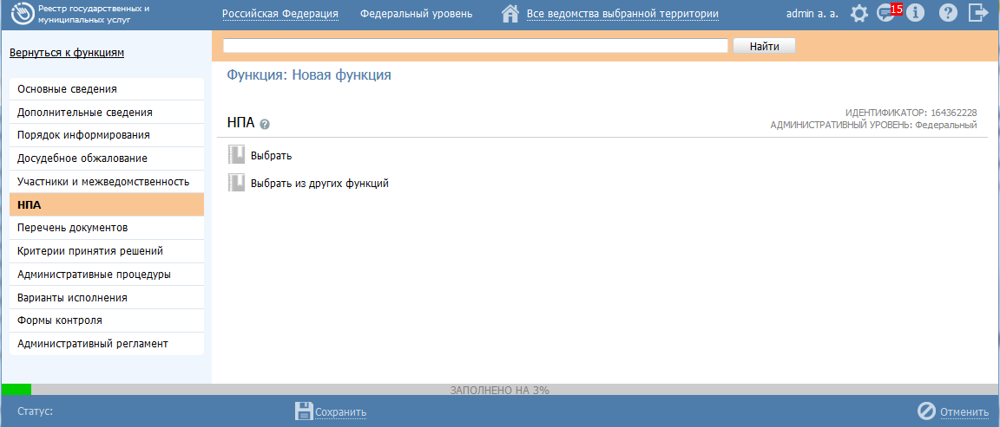 Реестр государственных и
муниципальных услуг
Российская Федерация Федеральный уровень Все ведомства выбранной территории admin a. a. 15
Вернуться к функциям
Найти
Основные сведения
Дополнительные сведения
Порядок информирования
Досудебное обжалование
Участники и межведомственность
НПА
Перечень документов
Критерии принятия решений
Административные процедуры
Варианты исполнения
Формы контроля
Административный регламент
Функция: Новая функция
НПА ?
ИДЕНТИФИКАТОР: 164362228
АДМИНИСТРАТИВНЫЙ УРОВЕНЬ: Федеральный
Выбрать
Выбрать из других функций
ЗАПОЛНЕНО НА 3%
Статус: Сохранить Отменить